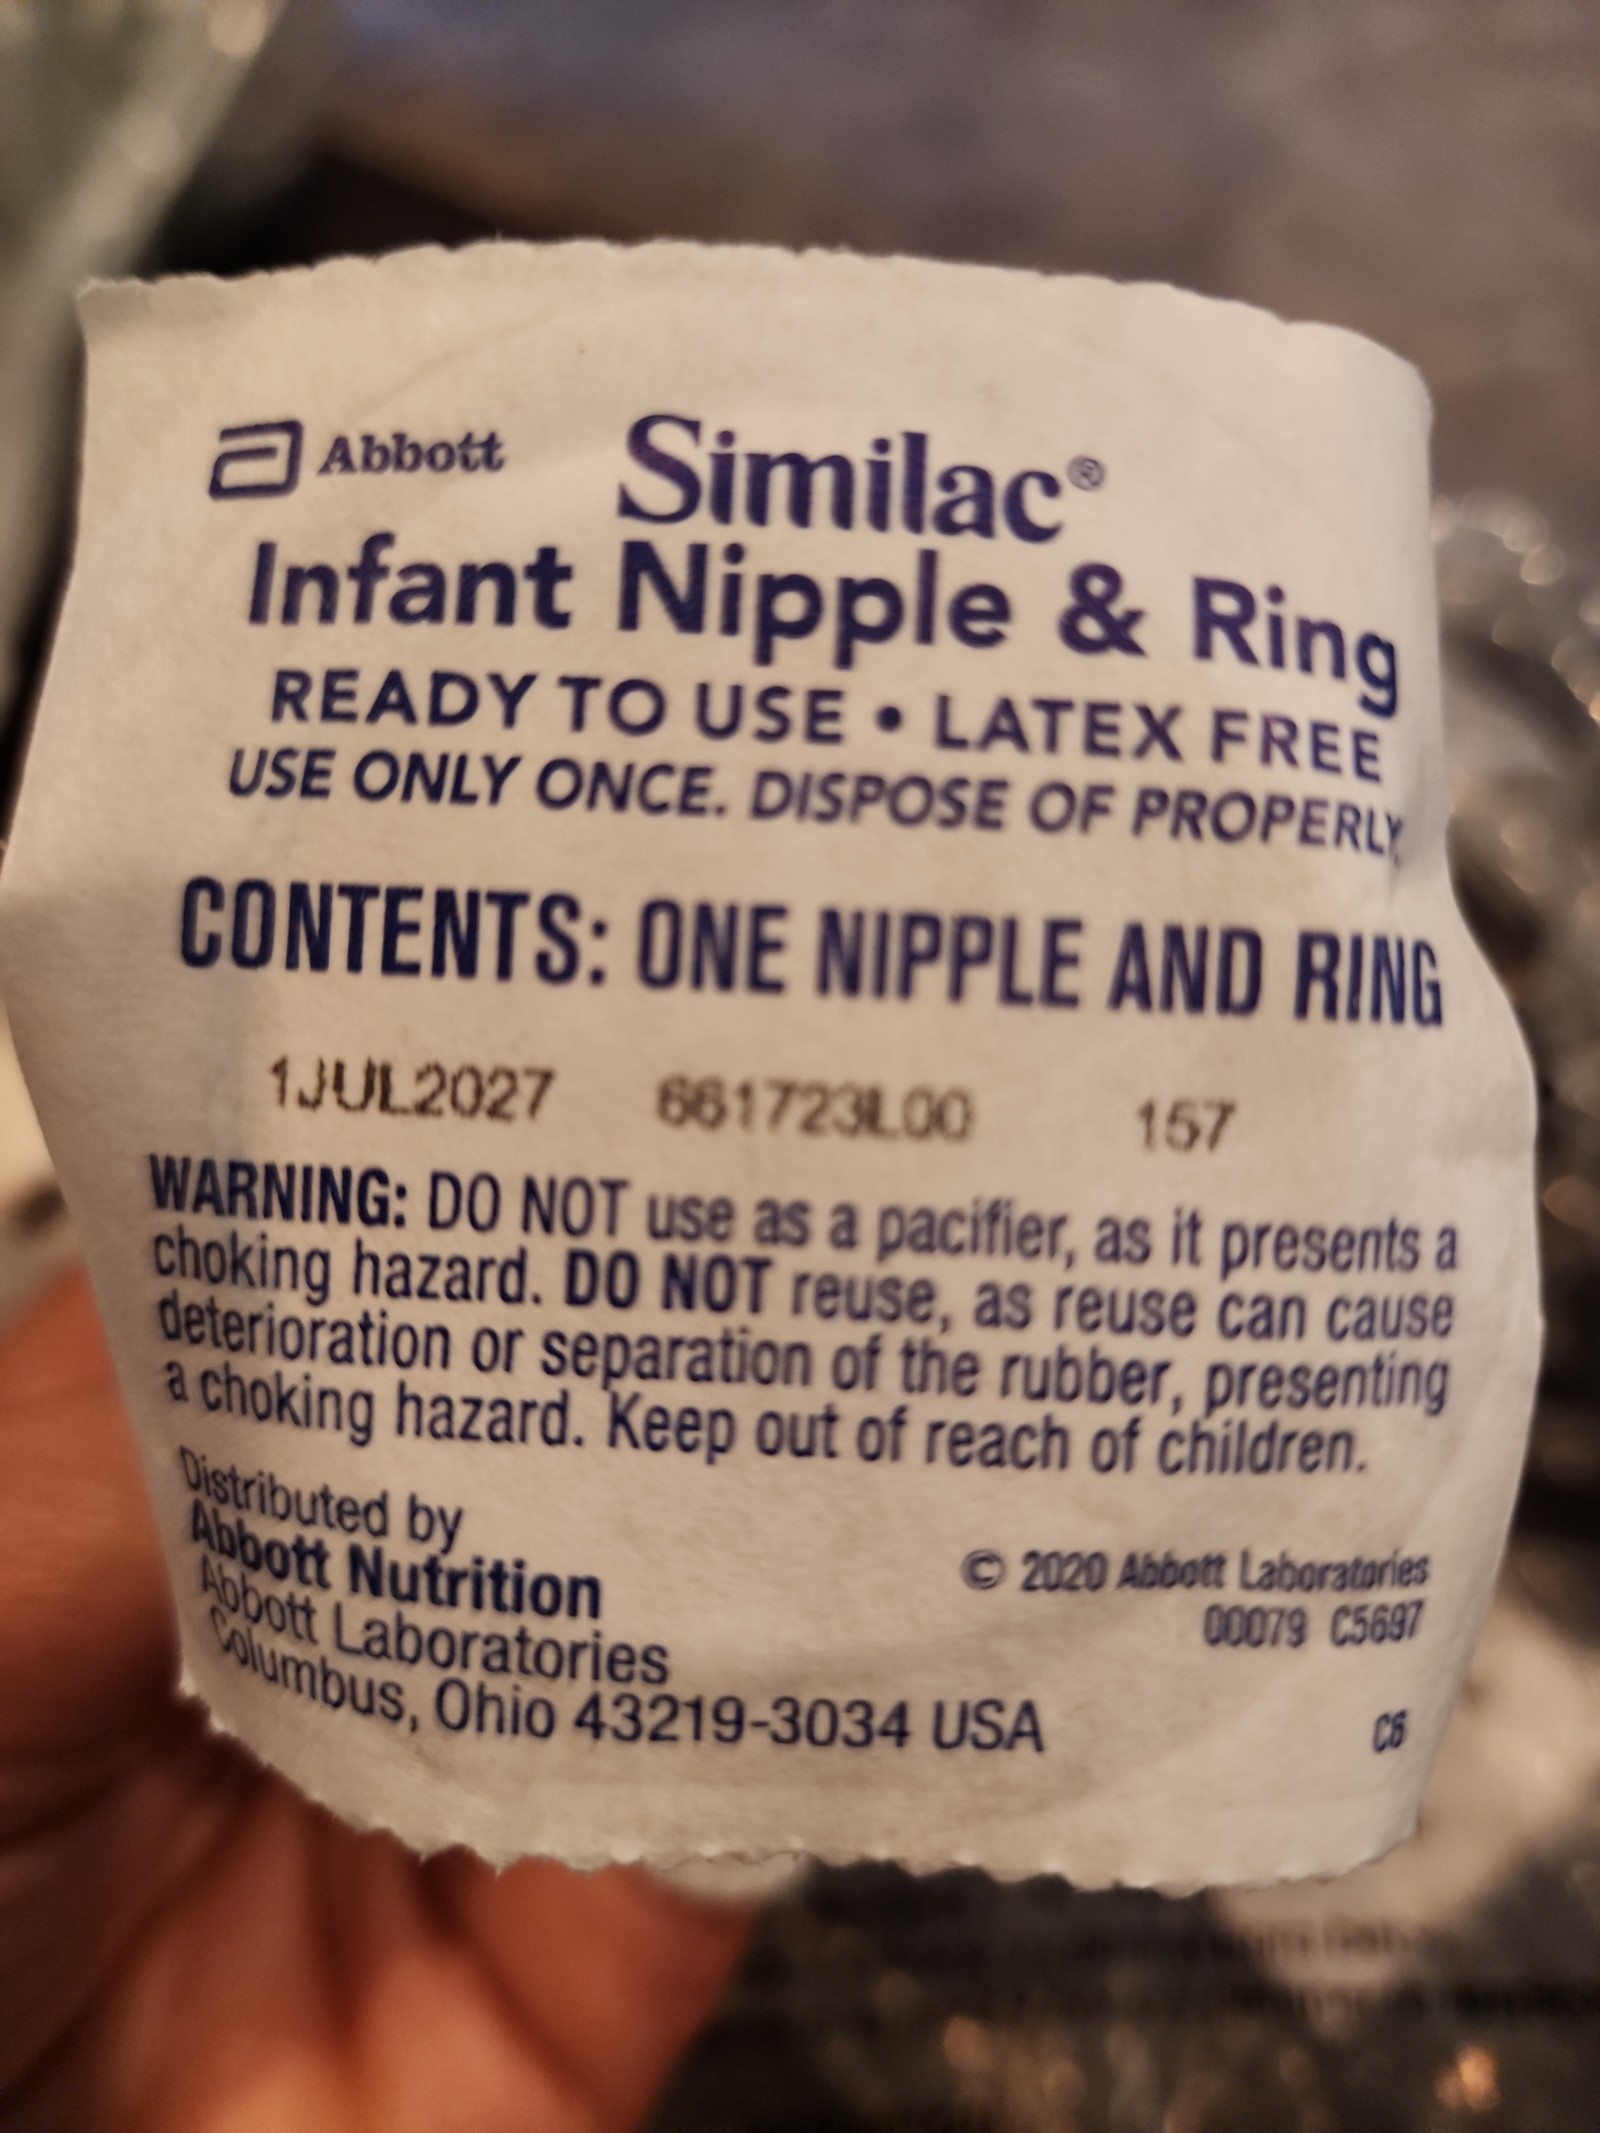 Abbott Similac®
Infant Nipple & Ring
READY TO USE • LATEX FREE
USE ONLY ONCE. DISPOSE OF PROPERLY
CONTENTS: ONE NIPPLE AND RING
1JUL2027 661723L00 157
WARNING: DO NOT use as a pacifier, as it presents a
choking hazard. DO NOT reuse, as reuse can cause
deterioration or separation of the rubber, presenting
a choking hazard. Keep out of reach of children.
Distributed by
Abbott Nutrition
Abbott Laboratories
Columbus, Ohio 43219-3034 USA
© 2020 Abbott Laboratories
00079 C5697
C6